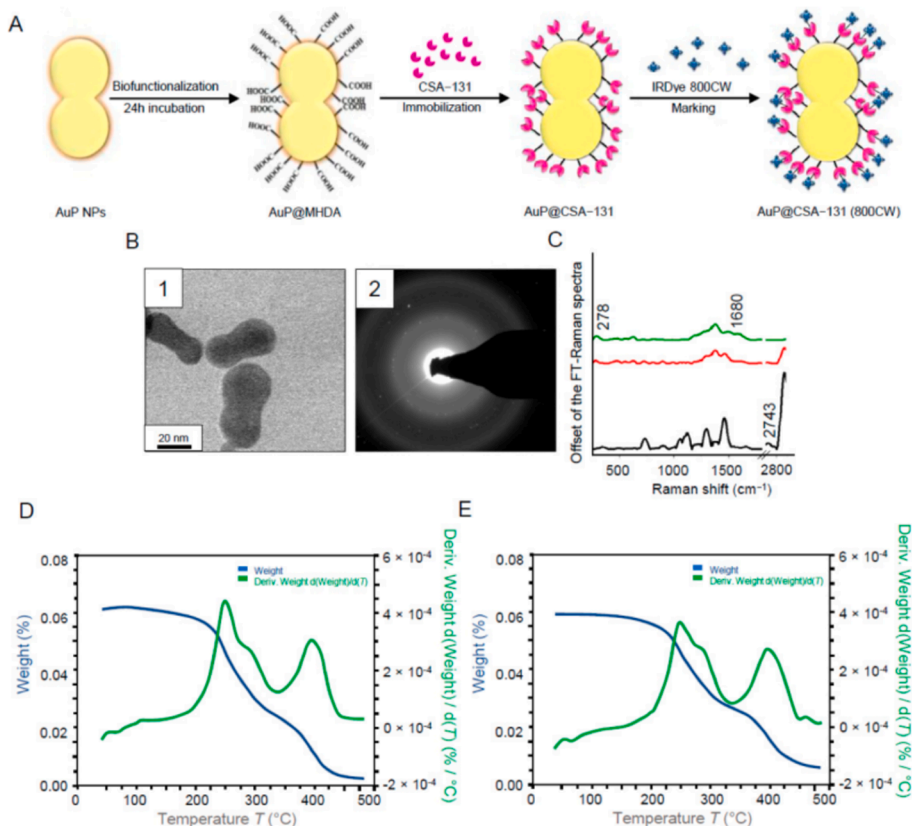 A
Biofunctionalization
24h incubation
CSA−131
Immobilization
IRDye 800CW
Marking
HOOC
COOH
AuP NPs
AuP@MHDA
AuP@CSA−131
AuP@CSA−131 (800CW)
B
1
20 nm
2
C
Offset of the FT-Raman spectra
278
1680
2743
500
1000
1500
2800
Raman shift (cm⁻¹)
D
Weight (%)
0.08
0.06
0.04
0.02
0.00
Weight
Deriv. Weight d(Weight)/d(T)
6 × 10⁻⁴
4 × 10⁻⁴
2 × 10⁻⁴
0 × 10⁻⁴
-2 × 10⁻⁴
Deriv. Weight d(Weight) / d(T) (% / °C)
0 100 200 300 400 500
Temperature T (°C)
E
Weight (%)
0.08
0.06
0.04
0.02
0.00
Weight
Deriv. Weight d(Weight)/d(7)
6 × 10⁻⁴
4 × 10⁻⁴
2 × 10⁻⁴
0 × 10⁻⁴
-2 × 10⁻⁴
Deriv. Weight d(Weight) / d(T) (% / °C)
0 100 200 300 400 500
Temperature T (°C)